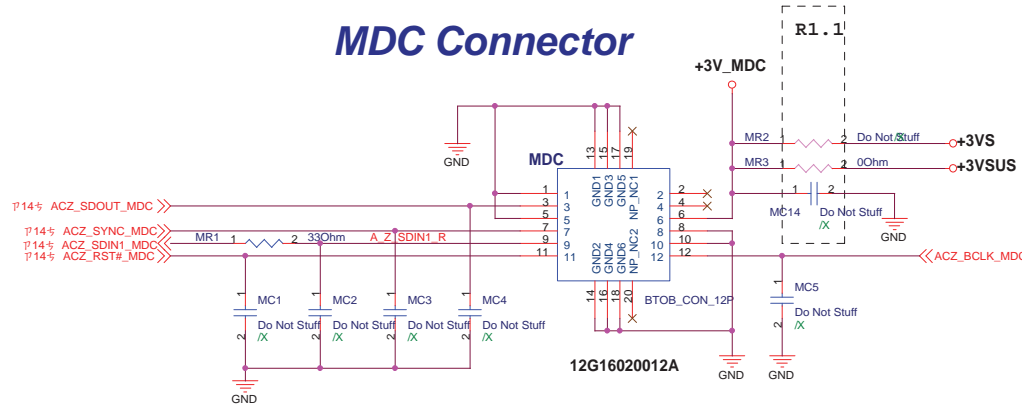 MDC Connector
R1.1
+3V_MDC
MR2 1 2 Do Not Stuff /X +3VS
MR3 1 2 0Ohm +3VSUS
MC14 1 2 Do Not Stuff /X
GND
GND
MDC
13 15 17 19
GND1 GND3 GND5 NP_NC1
1 1 2 2
3 3 4 4
5 5 6 6
7 7 8 8
9 9 10 10
11 11 12 12
GND2 GND4 GND6 NP_NC2
14 16 18 20
BTOB_CON_12P
12G16020012A
ACZ_SDOUT_MDC
ACZ_SYNC_MDC
ACZ_SDIN1_MDC MR1 1 2 33Ohm A_Z_SDIN1_R
ACZ_RST#_MDC
ACZ_BCLK_MDC
1 MC1 2 Do Not Stuff /X
1 MC2 2 Do Not Stuff /X
1 MC3 2 Do Not Stuff /X
1 MC4 2 Do Not Stuff /X
1 MC5 2 Do Not Stuff /X
GND
GND
GND